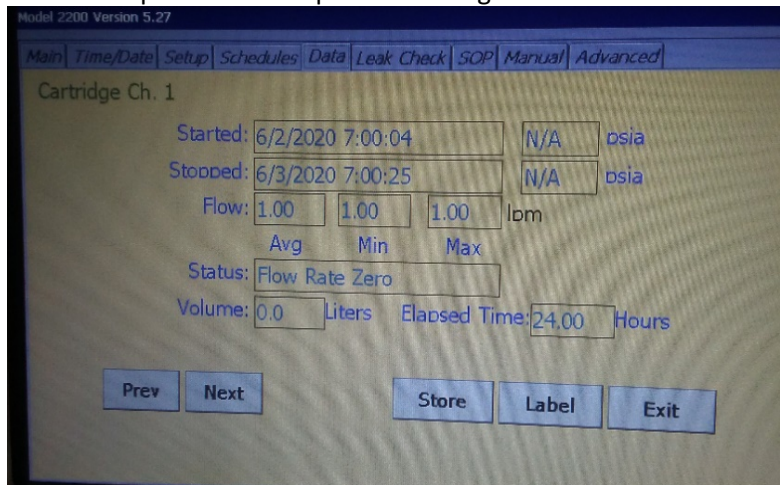 Model 2200 Version 5.27
Main Time/Date Setup Schedules Data Leak Check SOP Manual Advanced
Cartridge Ch. 1
Started: 6/2/2020 7:00:04 N/A psia
Stopped: 6/3/2020 7:00:25 N/A psia
Flow: 1.00 1.00 1.00 lpm
Avg Min Max
Status: Flow Rate Zero
Volume: 0.0 Liters Elapsed Time: 24.00 Hours
Prev Next Store Label Exit